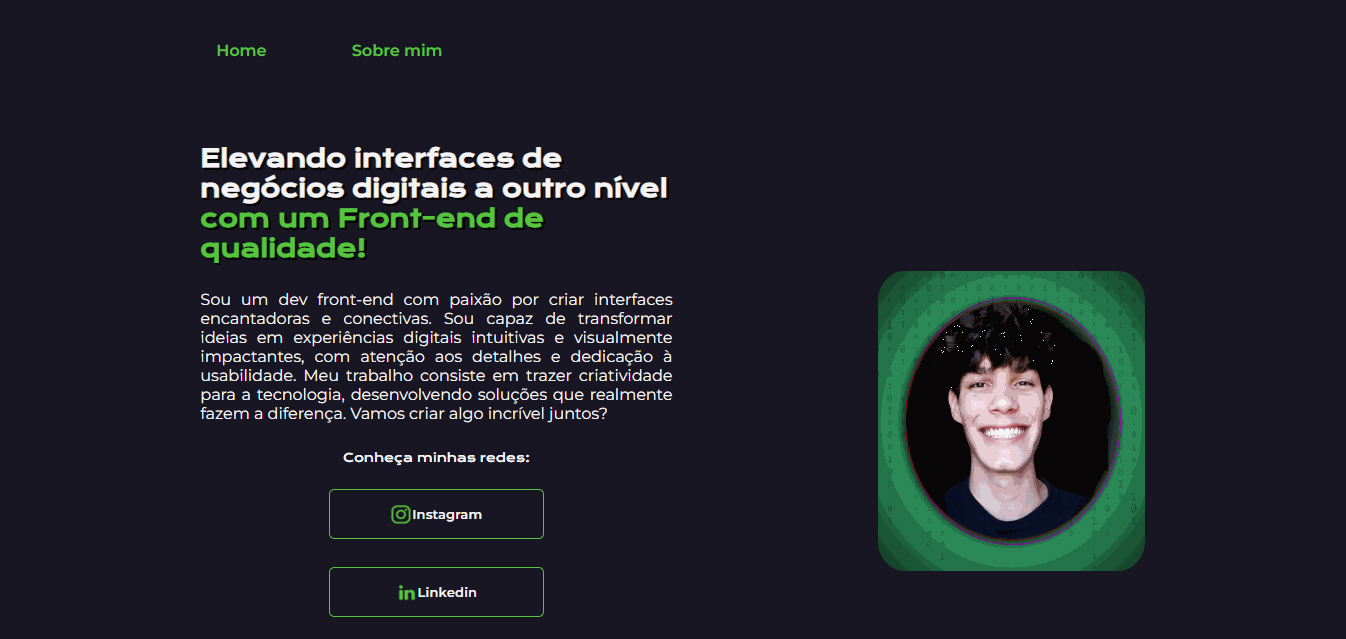 Home Sobre mim
Elevando interfaces de
negócios digitais a outro nível
com um Front-end de
qualidade!
Sou um dev front-end com paixão por criar interfaces
encantadoras e conectivas. Sou capaz de transformar
ideias em experiências digitais intuitivas e visualmente
impactantes, com atenção aos detalhes e dedicação à
usabilidade. Meu trabalho consiste em trazer criatividade
para a tecnologia, desenvolvendo soluções que realmente
fazem a diferença. Vamos criar algo incrível juntos?
Conheça minhas redes:
Instagram
Linkedin